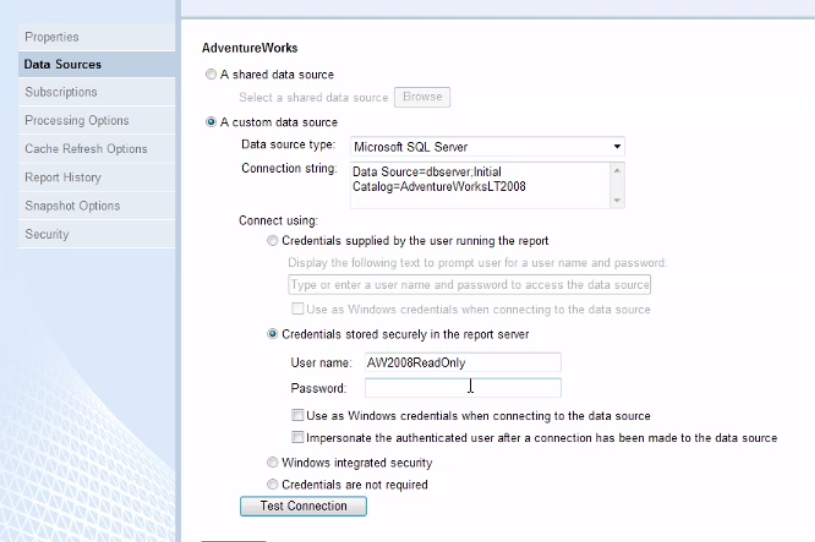 Properties
Data Sources
Subscriptions
Processing Options
Cache Refresh Options
Report History
Snapshot Options
Security
AdventureWorks
A shared data source
Select a shared data source Browse
A custom data source
Data source type: Microsoft SQL Server
Connection string: Data Source=dbserver;Initial
Catalog=AdventureWorksLT2008
Connect using:
Credentials supplied by the user running the report
Display the following text to prompt user for a user name and password:
Type or enter a user name and password to access the data source
Use as Windows credentials when connecting to the data source
Credentials stored securely in the report server
User name: AW2008ReadOnly
Password:
Use as Windows credentials when connecting to the data source
Impersonate the authenticated user after a connection has been made to the data source
Windows integrated security
Credentials are not required
Test Connection